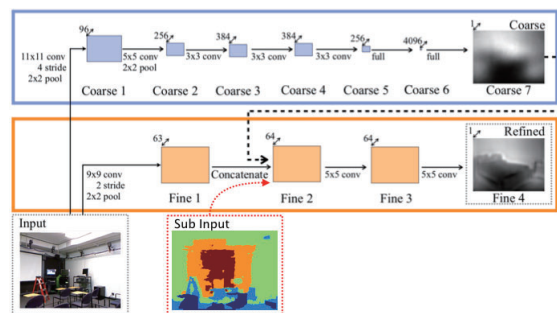 96
256
384
384
256
4096
1
Coarse
11x11 conv
4 stride
2x2 pool
5x5 conv
2x2 pool
3x3 conv
3x3 conv
3x3 conv
full
full
Coarse 1
Coarse 2
Coarse 3
Coarse 4
Coarse 5
Coarse 6
Coarse 7
63
64
64
1
Refined
9x9 conv
2 stride
2x2 pool
Concatenate
5x5 conv
5x5 conv
Fine 1
Fine 2
Fine 3
Fine 4
Input
Sub Input